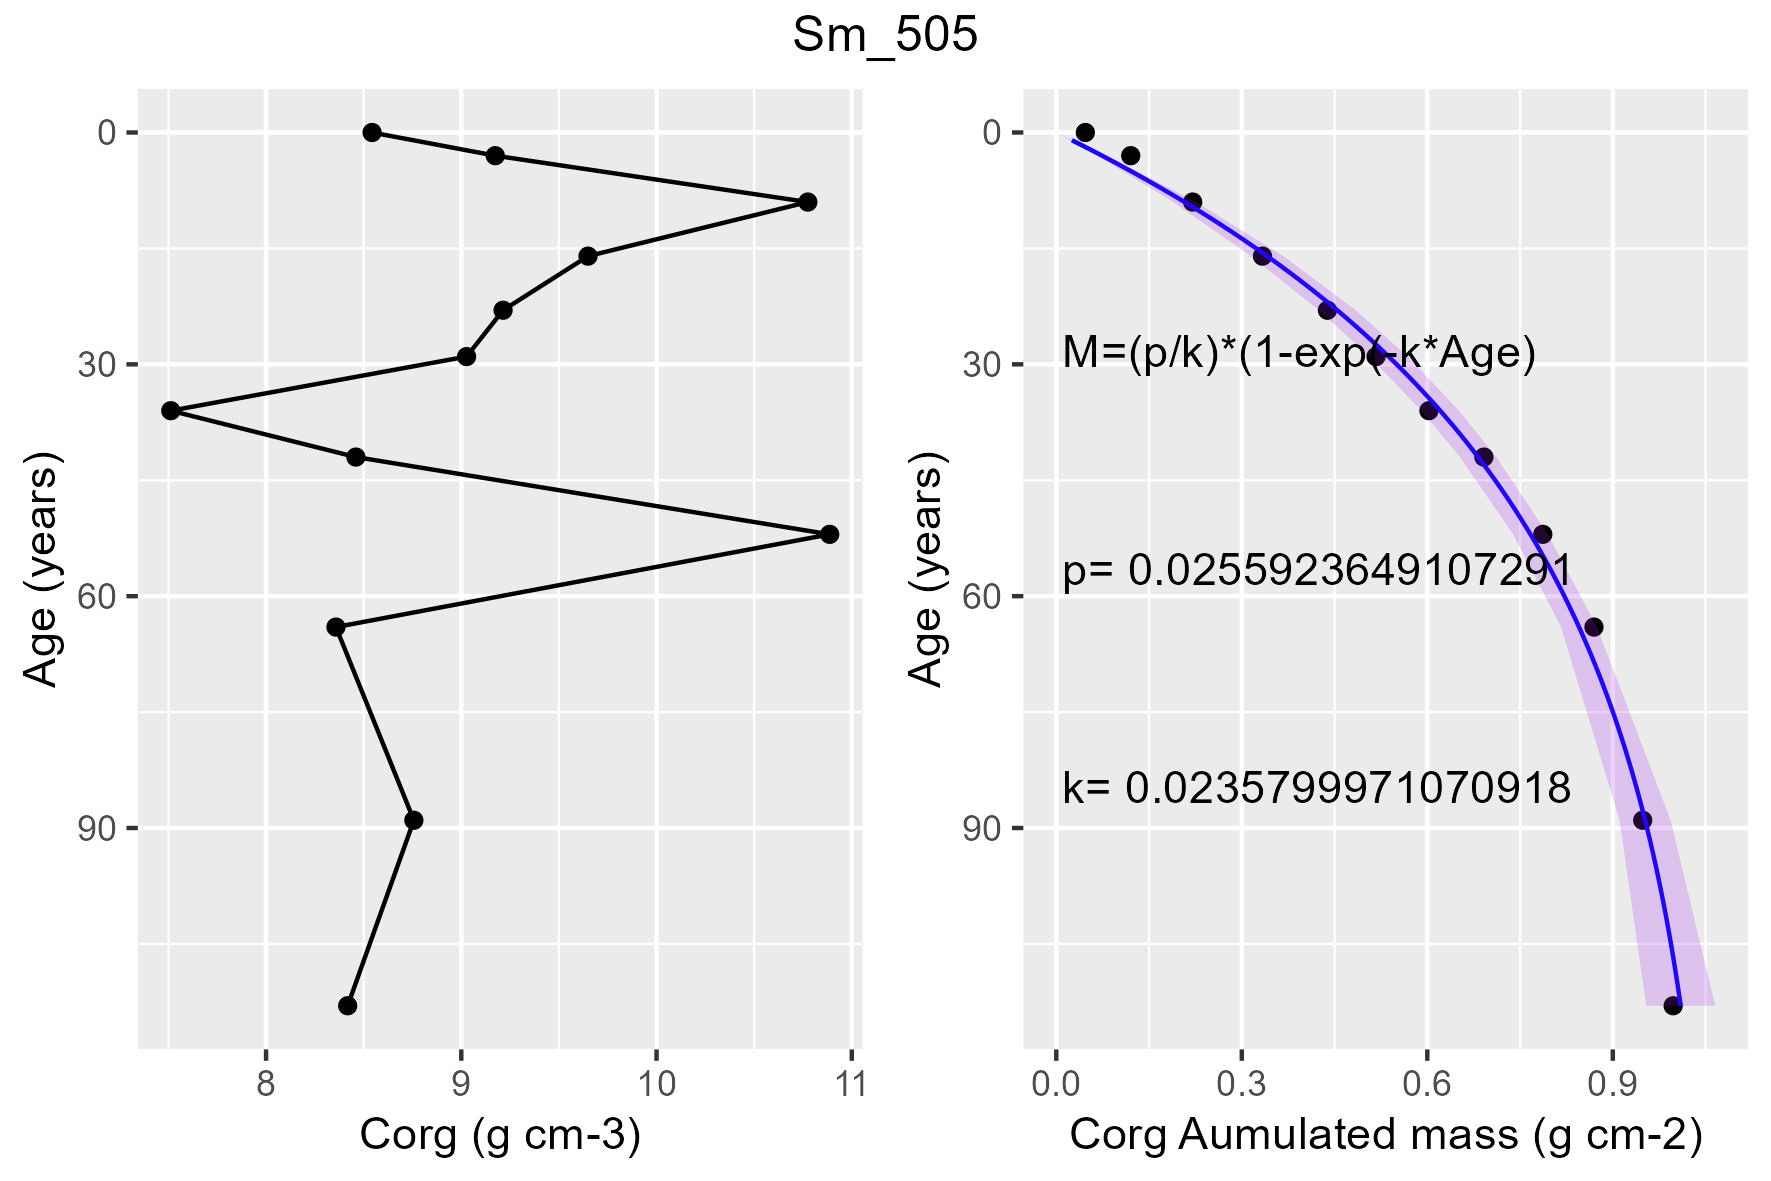 Sm_505
0
30
60
90
Age (years)
8
9
10
11
Corg (g cm-3)
0
30
60
90
Age (years)
M=(p/k)*(1-exp(-k*Age)
p= 0.0255923649107291
k= 0.0235799971070918
0.0
0.3
0.6
0.9
Corg Aumulated mass (g cm-2)